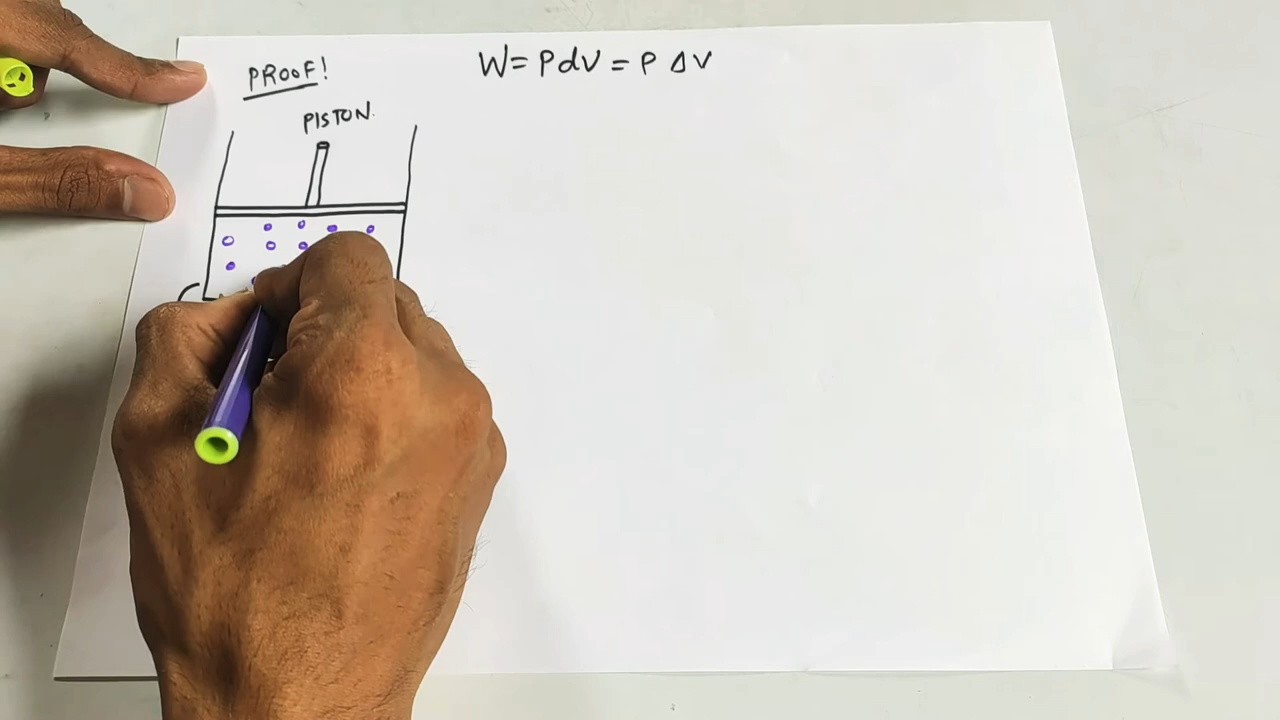 PROOF!
W = PdV = P ΔV
PISTON.